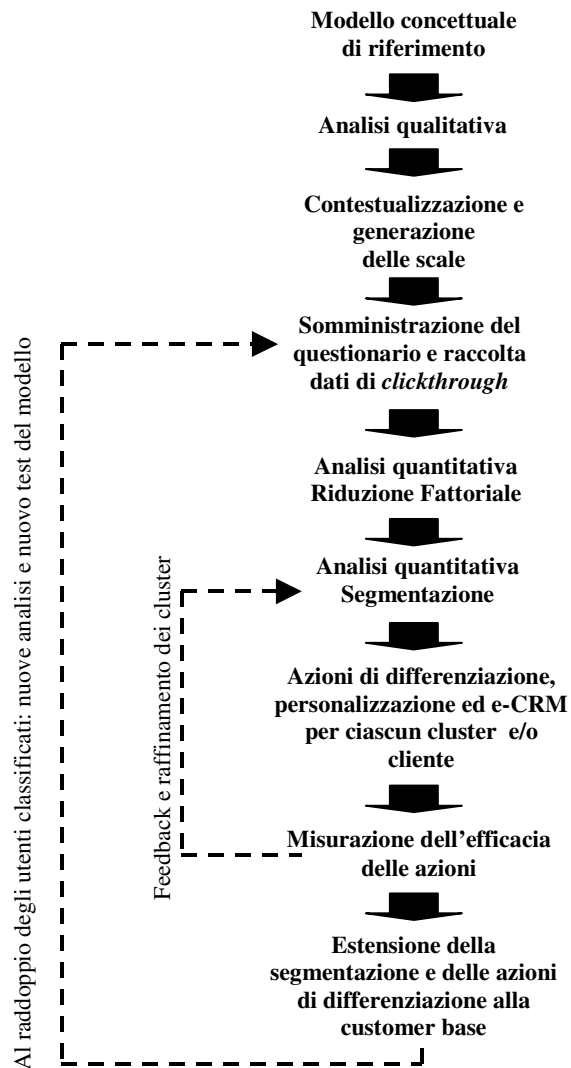 Modello concettuale
di riferimento
Analisi qualitativa
Contestualizzazione e
generazione
delle scale
Somministrazione del
questionario e raccolta
dati di clickthrough
Analisi quantitativa
Riduzione Fattoriale
Analisi quantitativa
Segmentazione
Azioni di differenziazione,
personalizzazione ed e-CRM
per ciascun cluster e/o
cliente
Misurazione dell'efficacia
delle azioni
Estensione della
segmentazione e delle azioni
di differenziazione alla
customer base
Feedback e raffinamento dei cluster
Al raddoppio degli utenti classificati: nuove analisi e nuovo test del modello